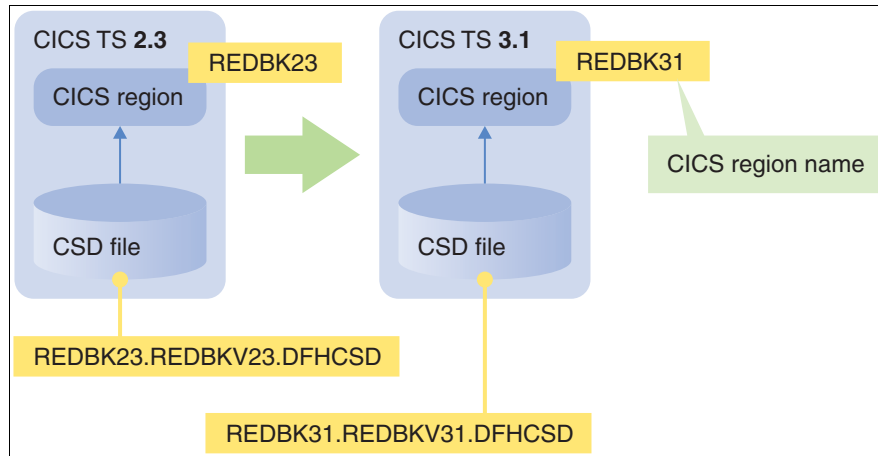 CICS TS 2.3
REDBK23
CICS region
CSD file
REDBK23.REDBKV23.DFHCSD
CICS TS 3.1
REDBK31
CICS region
CICS region name
CSD file
REDBK31.REDBKV31.DFHCSD